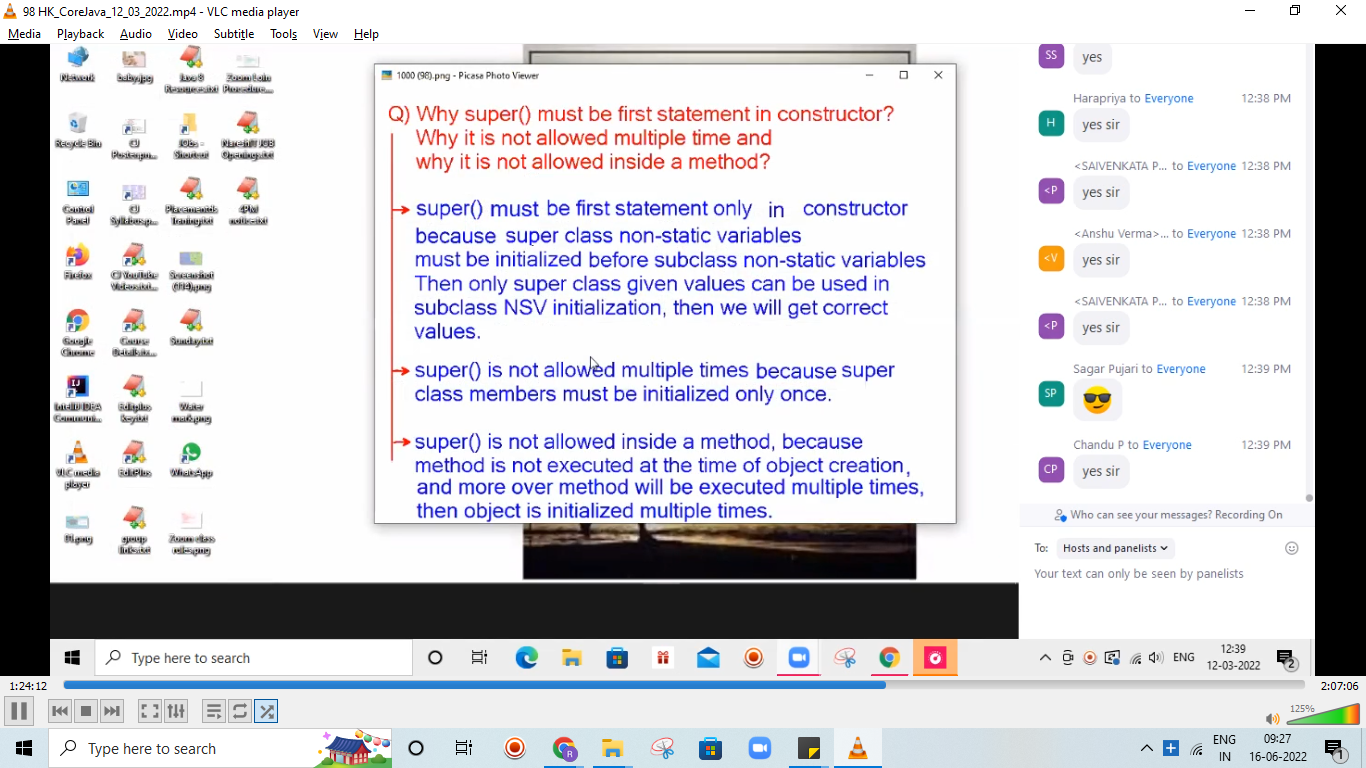 98 HK_CoreJava_12_03_2022.mp4 - VLC media player
Media Playback Audio Video Subtitle Tools View Help
Network
baby.jpg
Java 8
Resources.txt
Zoom Loin
Procedure....
Recycle Bin
CJ
Poster.pn...
JObs -
Shortcut
NareshIT JOB
Openings.txt
Control
Panel
CJ
Syllabus.p...
4PM
notice.txt
Firefox
CJ YouTube
Videos.txt...
Screenshot
(114).png
Google
Chrome
Course
Details.tx...
Sunday.txt
IntelliJ IDEA
Communi...
Editplus
key.txt
Water
mark.png
VLC media
player
EditPlus
WhatsApp
group
links.txt
Zoom class
rules.png
1000 (98).png - Picasa Photo Viewer
Q) Why super() must be first statement in constructor?
Why it is not allowed multiple time and
why it is not allowed inside a method?
super() must be first statement only in constructor
because super class non-static variables
must be initialized before subclass non-static variables
Then only super class given values can be used in
subclass NSV initialization, then we will get correct
values.
super() is not allowed multiple times because super
class members must be initialized only once.
super() is not allowed inside a method, because
method is not executed at the time of object creation,
and more over method will be executed multiple times,
then object is initialized multiple times.
SS
yes
Harapriya to Everyone 12:38 PM
H
yes sir
<SAIVENKATA P... to Everyone 12:38 PM
<P
yes sir
<Anshu Verma>... to Everyone 12:38 PM
<V
yes sir
<SAIVENKATA P... to Everyone 12:38 PM
<P
yes sir
Sagar Pujari to Everyone 12:39 PM
SP
Chandu P to Everyone 12:39 PM
CP
yes sir
Who can see your messages? Recording On
To: Hosts and panelists
Your text can only be seen by panelists
Type here to search
ENG
12:39
12-03-2022
2
1:24:12
2:07:06
125%
Type here to search
R
ENG
IN
09:27
16-06-2022
1